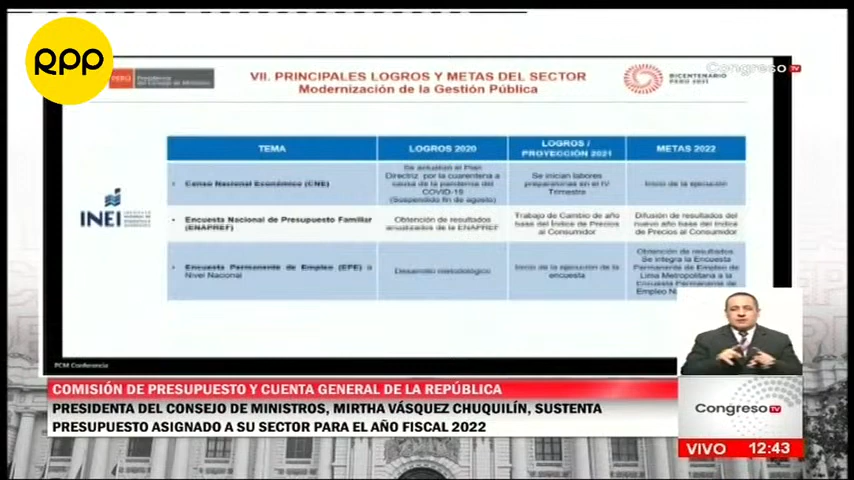 rpp
PERÚ
Presidencia
del Consejo de Ministros
VII. PRINCIPALES LOGROS Y METAS DEL SECTOR
Modernización de la Gestión Pública
BICENTENARIO
PERÚ 2021
Congreso TV
TEMA
LOGROS 2020
LOGROS /
PROYECCIÓN 2021
METAS 2022
• Censo Nacional Económico (CNE)
Se actualizó el Plan
Directriz por la cuarentena a
causa de la pandemia del
COVID-19
(Suspendido fin de agosto)
Se inician labores
preparatorias en el IV
Trimestre
Inicio de la ejecución
INEI
• Encuesta Nacional de Presupuesto Familiar
(ENAPREF)
Obtención de resultados
anualizados de la ENAPREF
Trabajo de Cambio de año
base del Índice de Precios
al Consumidor
Difusión de resultados del
nuevo año base del Índice
de Precios al Consumidor
• Encuesta Permanente de Empleo (EPE) a
Nivel Nacional
Desarrollo metodológico
Inicio de la ejecución de la
encuesta
Obtención de resultados.
Se integra la Encuesta
Permanente de Empleo de
Lima Metropolitana a la
Encuesta Permanente de
Empleo
PCM Conferencia
COMISIÓN DE PRESUPUESTO Y CUENTA GENERAL DE LA REPÚBLICA
PRESIDENTA DEL CONSEJO DE MINISTROS, MIRTHA VÁSQUEZ CHUQUILÍN, SUSTENTA
PRESUPUESTO ASIGNADO A SU SECTOR PARA EL AÑO FISCAL 2022
Congreso TV
VIVO 12:43